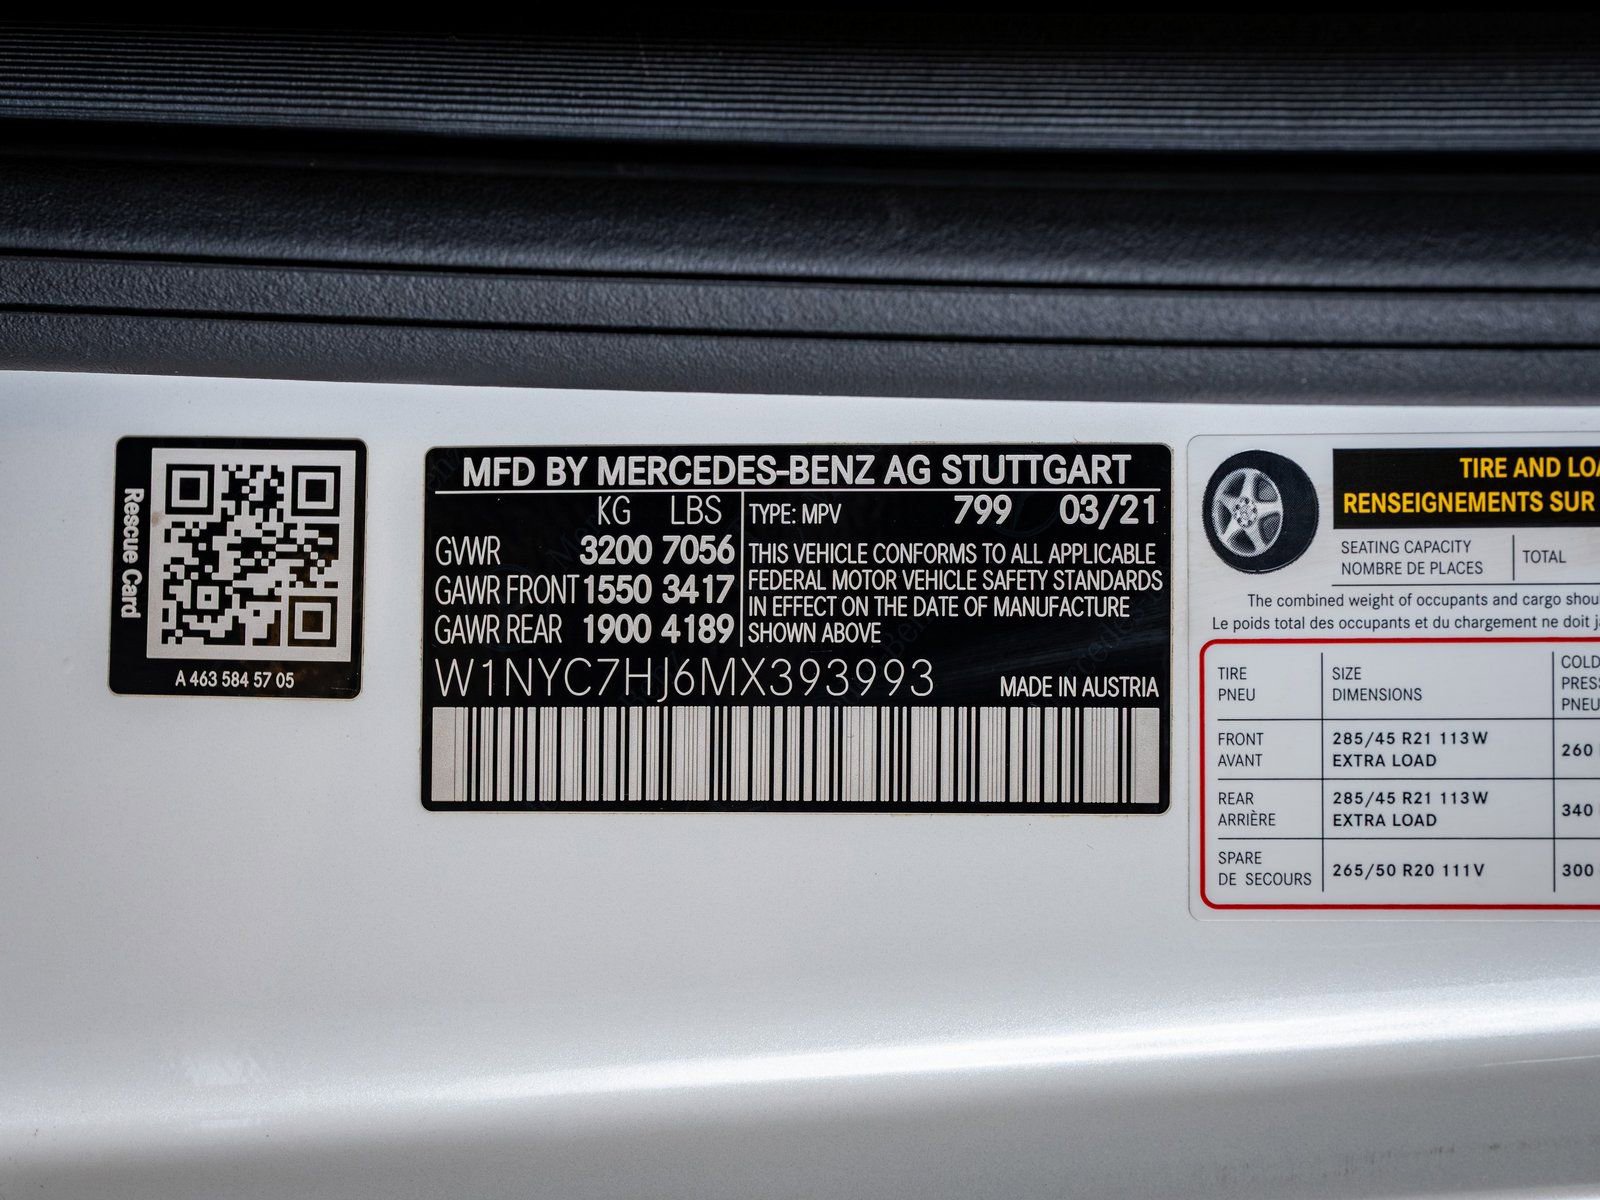 Rescue Card
A 463 584 57 05
MFD BY MERCEDES-BENZ AG STUTTGART
KG LBS
GVWR 3200 7056
GAWR FRONT 1550 3417
GAWR REAR 1900 4189
TYPE: MPV 799 03/21
THIS VEHICLE CONFORMS TO ALL APPLICABLE
FEDERAL MOTOR VEHICLE SAFETY STANDARDS
IN EFFECT ON THE DATE OF MANUFACTURE
SHOWN ABOVE
W1NYC7HJ6MX393993
MADE IN AUSTRIA
TIRE AND LOA
RENSEIGNEMENTS SUR
SEATING CAPACITY
NOMBRE DE PLACES
TOTAL
The combined weight of occupants and cargo shou
Le poids total des occupants et du chargement ne doit ja
TIRE
PNEU
SIZE
DIMENSIONS
COLD
PRES
PNEU
FRONT
AVANT
285/45 R21 113W
EXTRA LOAD
260
REAR
ARRIÈRE
285/45 R21 113W
EXTRA LOAD
340
SPARE
DE SECOURS
265/50 R20 111V
300